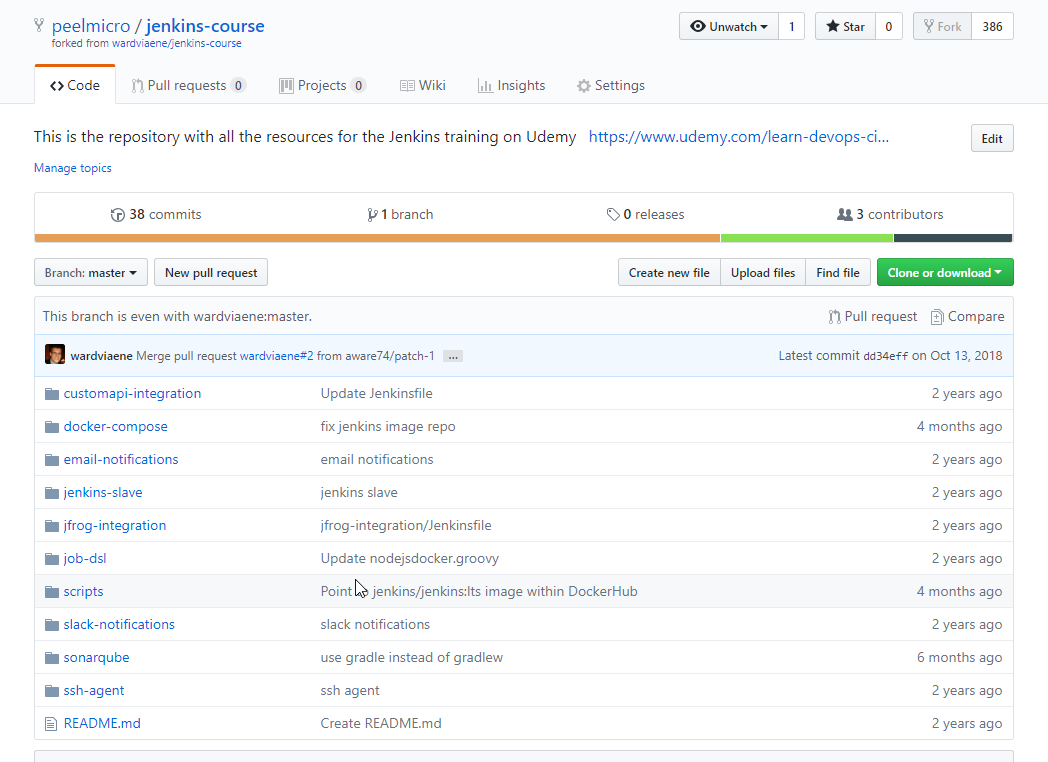 peelmicro / jenkins-course
forked from wardviaene/jenkins-course
Unwatch 1 Star 0 Fork 386
Code Pull requests 0 Projects 0 Wiki Insights Settings
This is the repository with all the resources for the Jenkins training on Udemy https://www.udemy.com/learn-devops-ci... Edit
Manage topics
38 commits 1 branch 0 releases 3 contributors
Branch: master New pull request Create new file Upload files Find file Clone or download
This branch is even with wardviaene:master. Pull request Compare
wardviaene Merge pull request wardviaene#2 from aware74/patch-1 ... Latest commit dd34eff on Oct 13, 2018
customapi-integration Update Jenkinsfile 2 years ago
docker-compose fix jenkins image repo 4 months ago
email-notifications email notifications 2 years ago
jenkins-slave jenkins slave 2 years ago
jfrog-integration jfrog-integration/Jenkinsfile 2 years ago
job-dsl Update nodejsdocker.groovy 2 years ago
scripts Point jenkins/jenkins:lts image within DockerHub 4 months ago
slack-notifications slack notifications 2 years ago
sonarqube use gradle instead of gradlew 6 months ago
ssh-agent ssh agent 2 years ago
README.md Create README.md 2 years ago